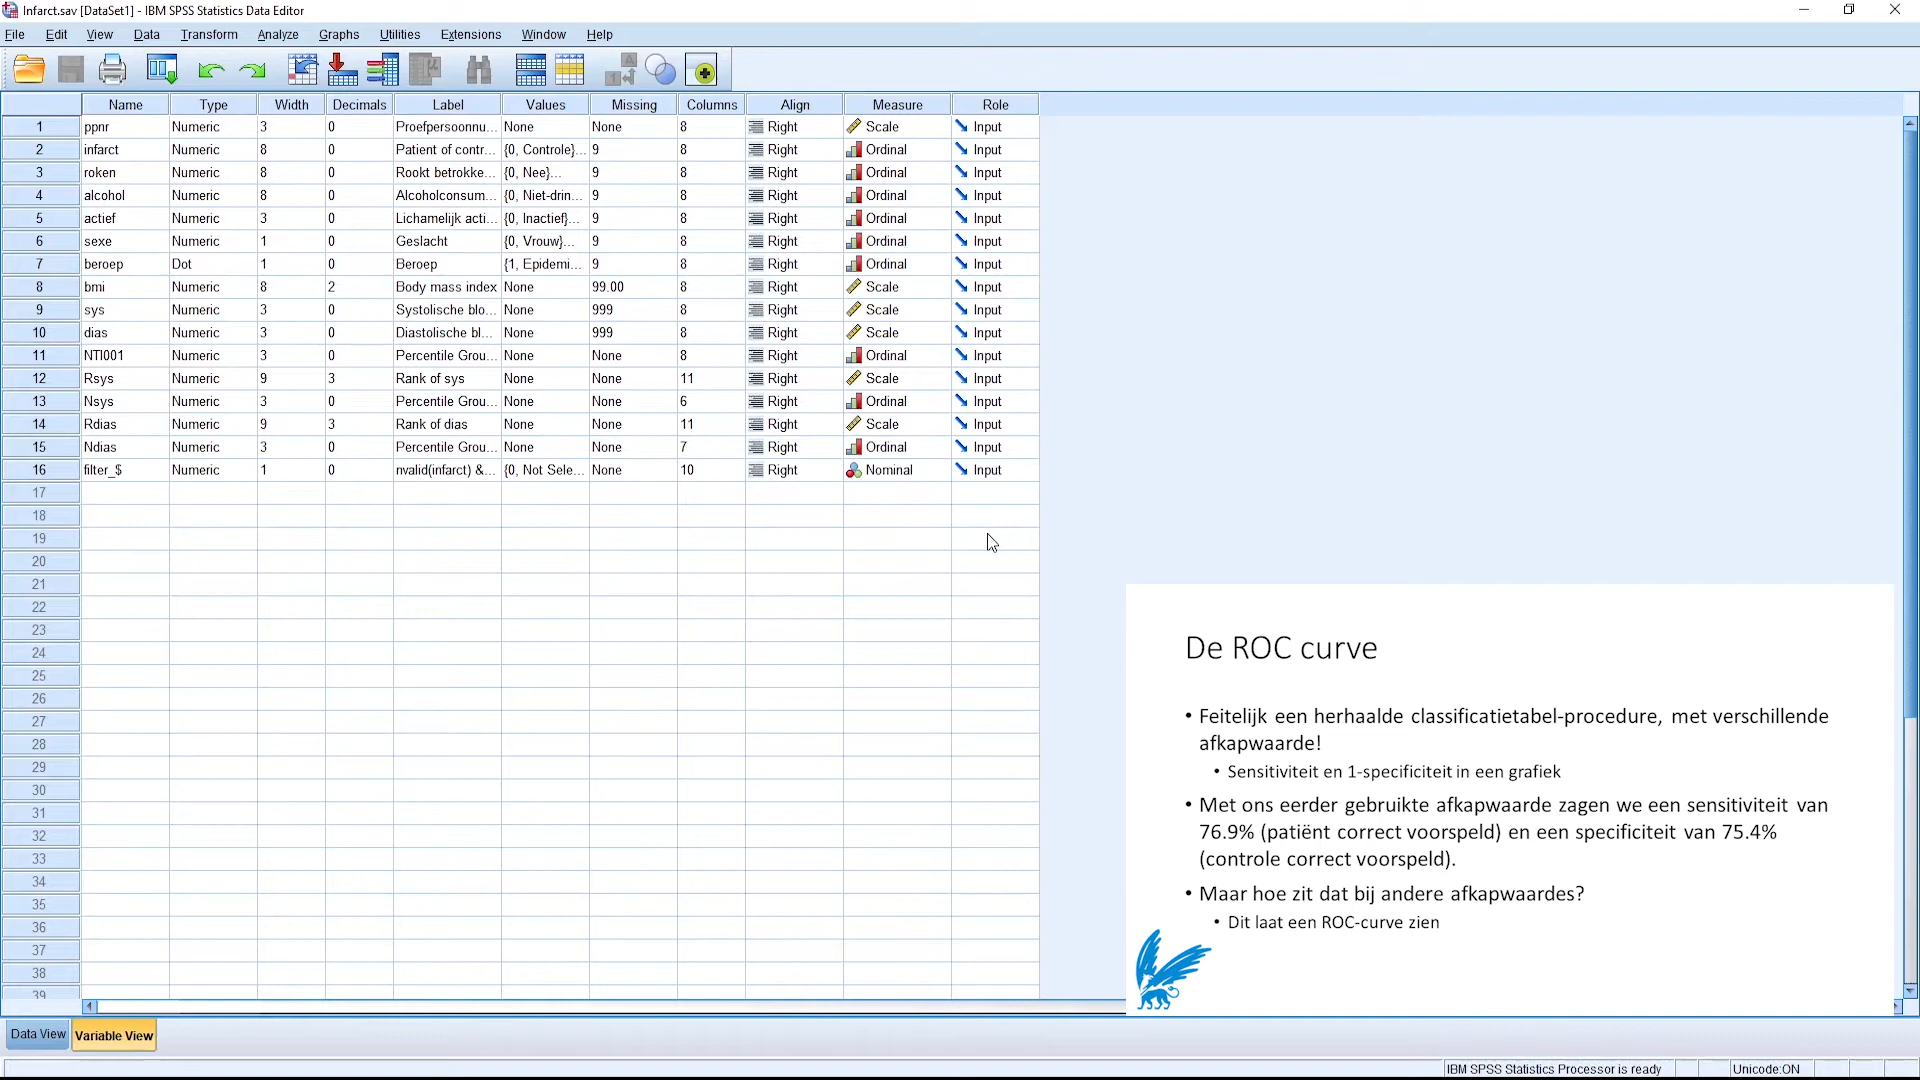 Infarct.sav [DataSet1] - IBM SPSS Statistics Data Editor
File Edit View Data Transform Analyze Graphs Utilities Extensions Window Help
Name Type Width Decimals Label Values Missing Columns Align Measure Role
1 ppnr Numeric 3 0 Proefpersoonnu... None None 8 Right Scale Input
2 infarct Numeric 8 0 Patient of contr... {0, Controle}... 9 8 Right Ordinal Input
3 roken Numeric 8 0 Rookt betrokke... {0, Nee}... 9 8 Right Ordinal Input
4 alcohol Numeric 8 0 Alcoholconsum... {0, Niet-drin... 9 8 Right Ordinal Input
5 actief Numeric 3 0 Lichamelijk acti... {0, Inactief}... 9 8 Right Ordinal Input
6 sexe Numeric 1 0 Geslacht {0, Vrouw}... 9 8 Right Ordinal Input
7 beroep Dot 1 0 Beroep {1, Epidemi... 9 8 Right Ordinal Input
8 bmi Numeric 8 2 Body mass index None 99.00 8 Right Scale Input
9 sys Numeric 3 0 Systolische blo... None 999 8 Right Scale Input
10 dias Numeric 3 0 Diastolische bl... None 999 8 Right Scale Input
11 NTI001 Numeric 3 0 Percentile Grou... None None 8 Right Ordinal Input
12 Rsys Numeric 9 3 Rank of sys None None 11 Right Scale Input
13 Nsys Numeric 3 0 Percentile Grou... None None 6 Right Ordinal Input
14 Rdias Numeric 9 3 Rank of dias None None 11 Right Scale Input
15 Ndias Numeric 3 0 Percentile Grou... None None 7 Right Ordinal Input
16 filter_$ Numeric 1 0 nvalid(infarct) &... {0, Not Sele... None 10 Right Nominal Input
17
18
19
20
21
22
23
24
25
26
27
28
29
30
31
32
33
34
35
36
37
38
39
De ROC curve
• Feitelijk een herhaalde classificatietabel-procedure, met verschillende
afkapwaarde!
• Sensitiviteit en 1-specificiteit in een grafiek
• Met ons eerder gebruikte afkapwaarde zagen we een sensitiviteit van
76.9% (patiënt correct voorspeld) en een specificiteit van 75.4%
(controle correct voorspeld).
• Maar hoe zit dat bij andere afkapwaardes?
• Dit laat een ROC-curve zien
Data View Variable View
IBM SPSS Statistics Processor is ready Unicode:ON